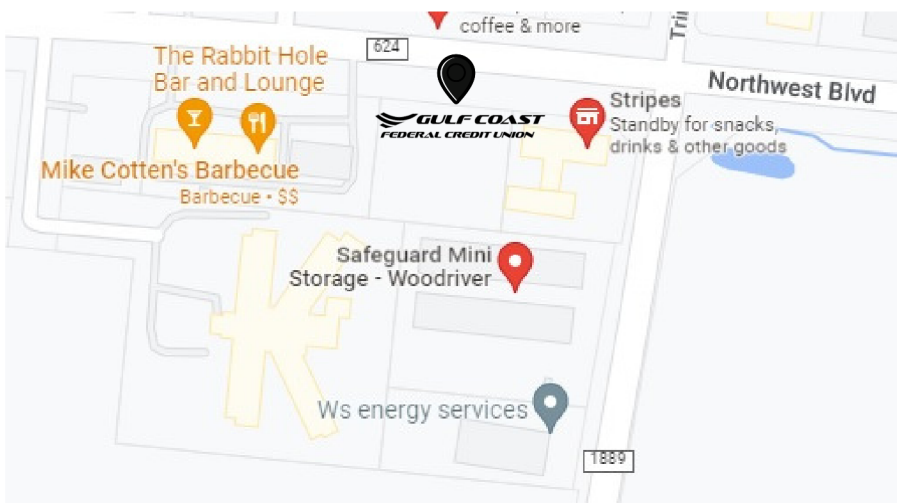 coffee & more
624
Trin
The Rabbit Hole
Bar and Lounge
Northwest Blvd
GULF COAST
FEDERAL CREDIT UNION
Stripes
Standby for snacks,
drinks & other goods
Mike Cotten's Barbecue
Barbecue • $$
Safeguard Mini
Storage - Woodriver
Ws energy services
1889